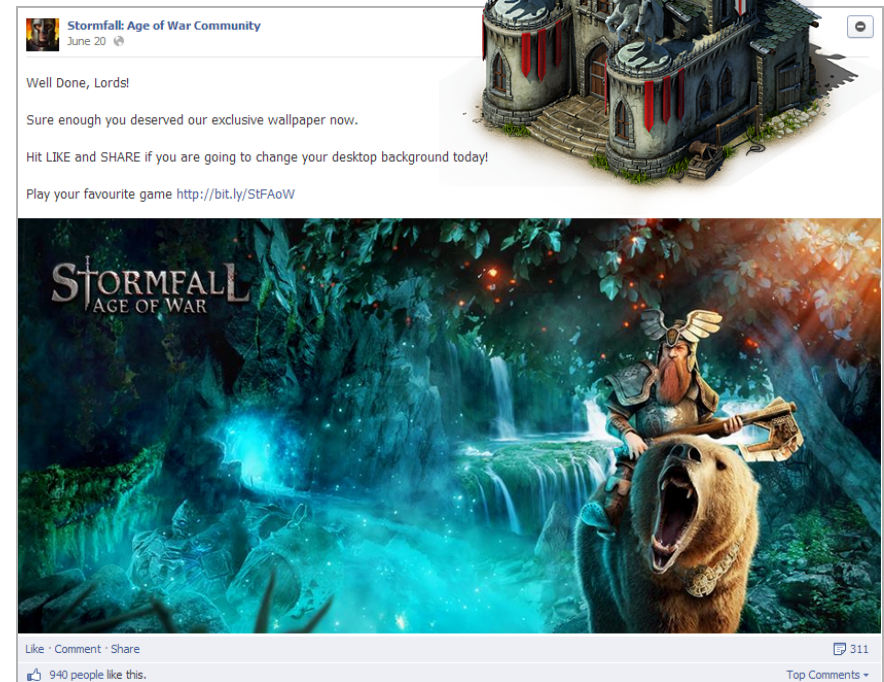 Stormfall: Age of War Community
June 20
Well Done, Lords!
Sure enough you deserved our exclusive wallpaper now.
Hit LIKE and SHARE if you are going to change your desktop background today!
Play your favourite game http://bit.ly/StFAoW
STORMFALL
AGE OF WAR
Like · Comment · Share
311
940 people like this.
Top Comments